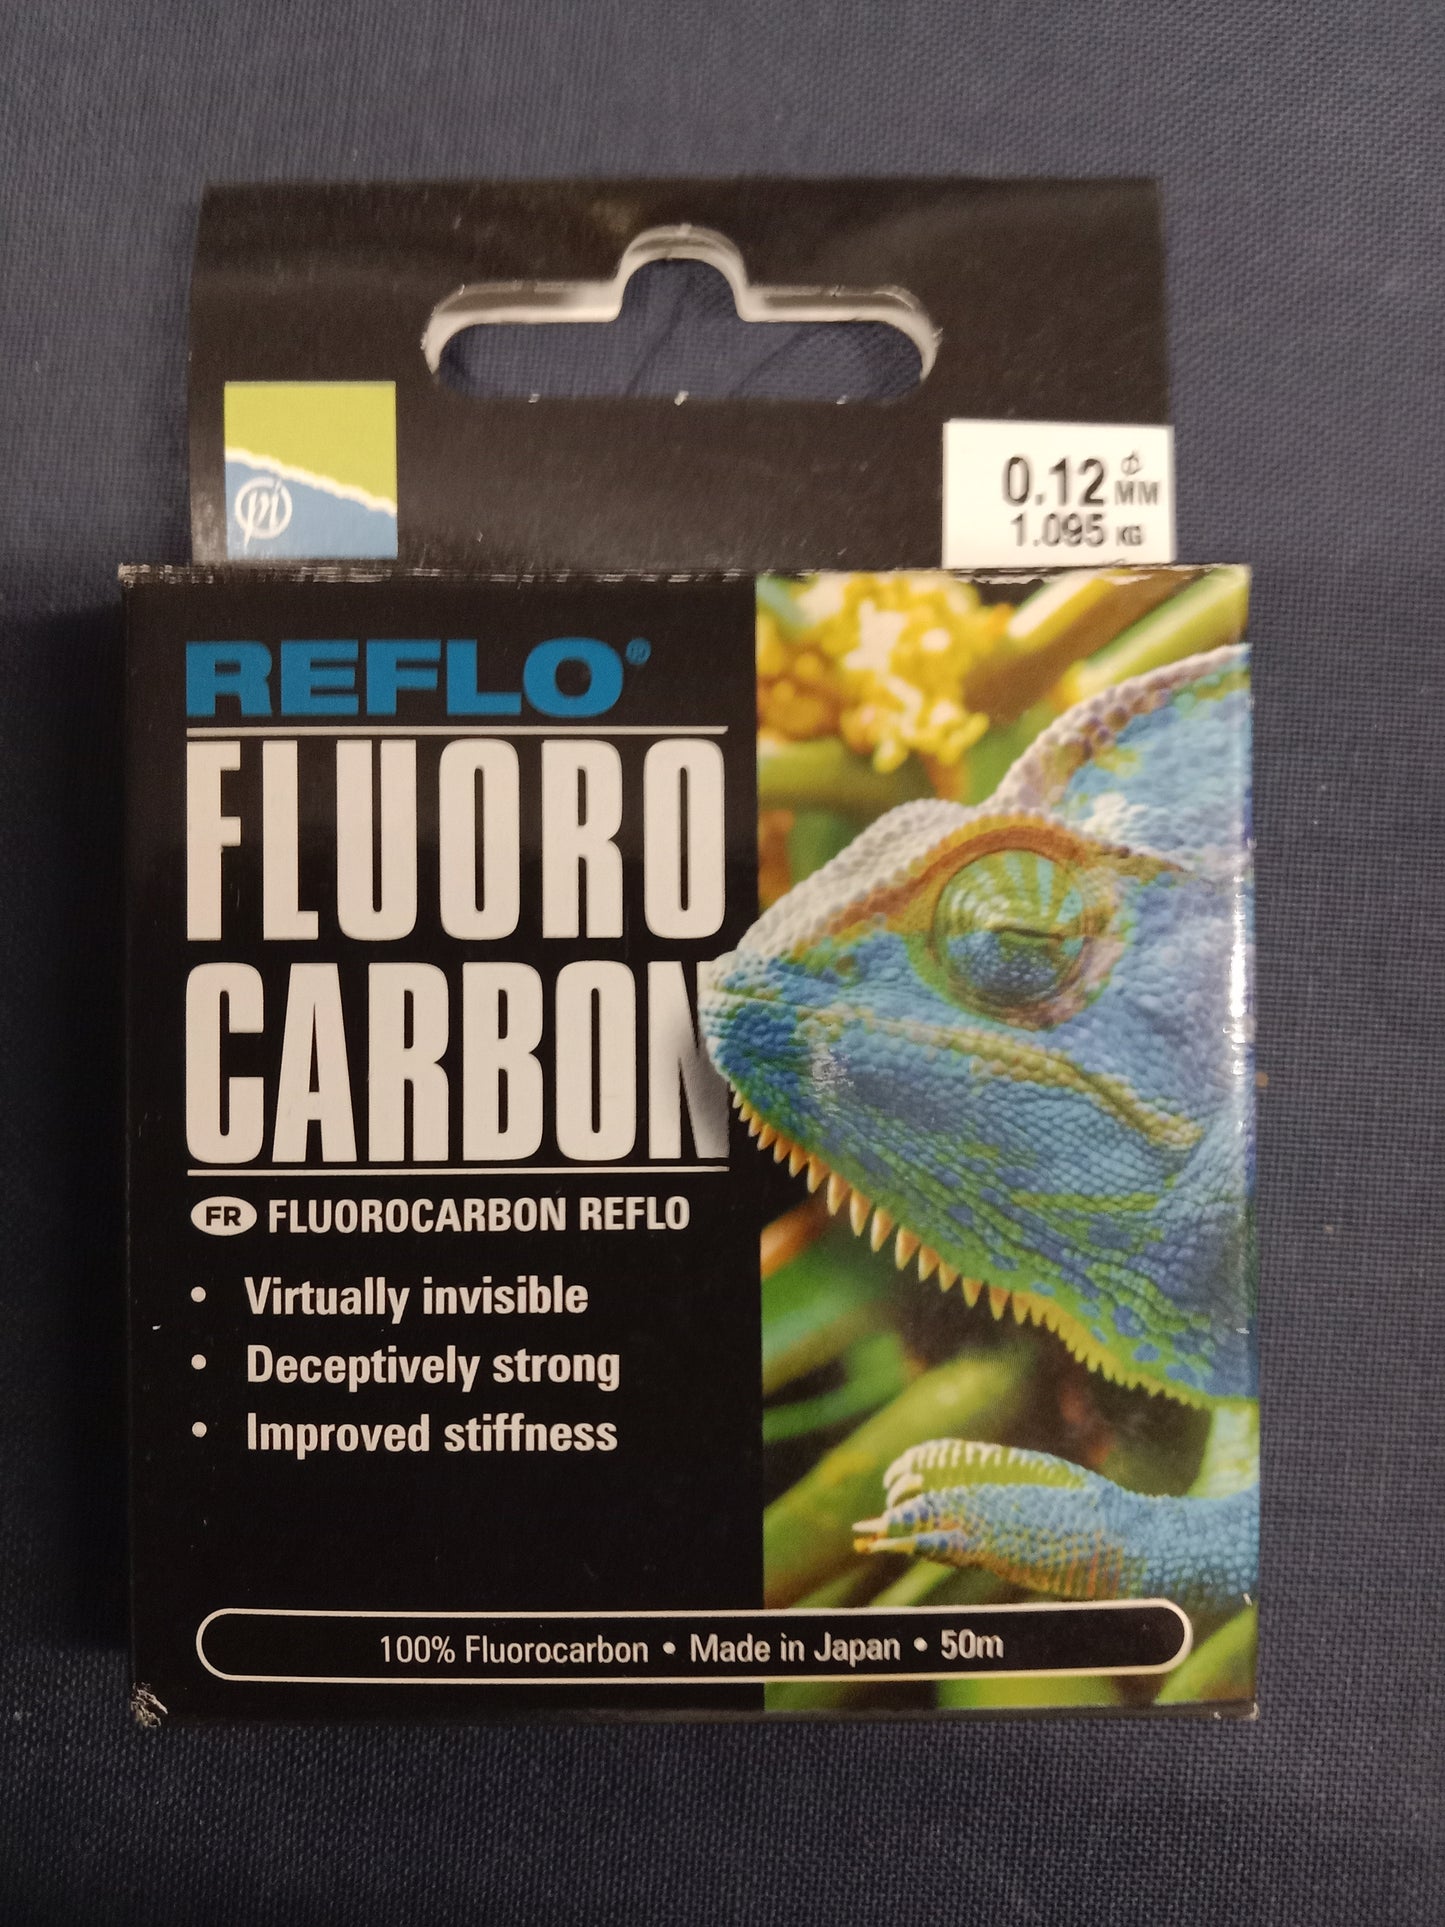 pi
0.12 ø MM
1.095 KG
REFLO®
FLUORO
CARBON
FR FLUOROCARBON REFLO
• Virtually invisible
• Deceptively strong
• Improved stiffness
100% Fluorocarbon • Made in Japan • 50m